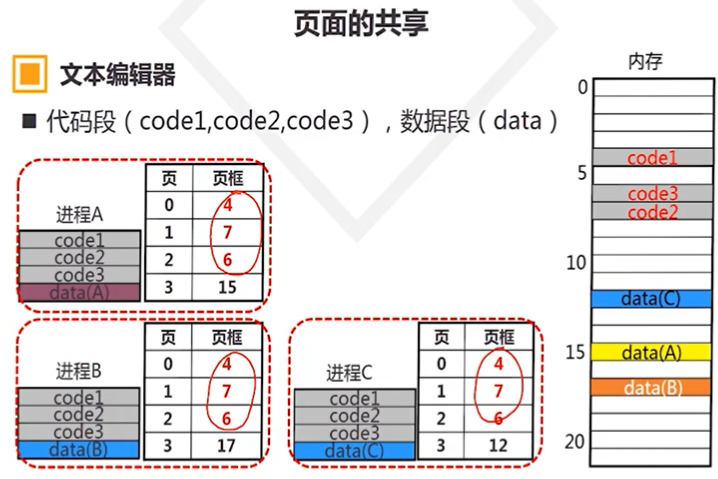 页面的共享
文本编辑器
■ 代码段（code1,code2,code3），数据段（data）
进程A
code1
code2
code3
data(A)
页 页框
0 4
1 7
2 6
3 15
进程B
code1
code2
code3
data(B)
页 页框
0 4
1 7
2 6
3 17
进程C
code1
code2
code3
data(C)
页 页框
0 4
1 7
2 6
3 12
内存
0
code1
5
code3
code2
10
data(C)
15 data(A)
data(B)
20